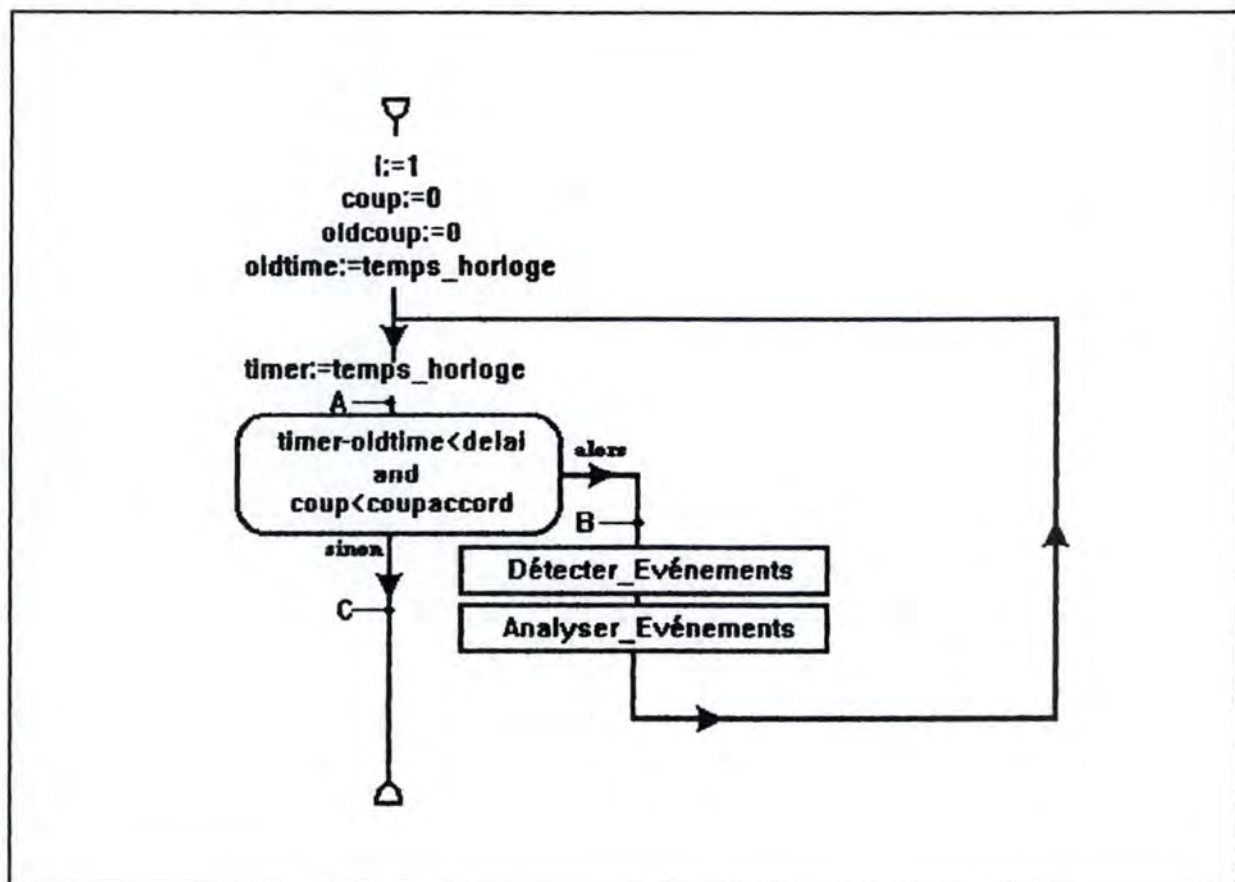 i:=1
coup:=0
oldcoup:=0
oldtime:=temps_horloge
timer:=temps_horloge
A
timer-oldtime<delai
and
coup<coupaccord
alors
B
sinon
Détecter_Evénements
C
Analyser_Evénements